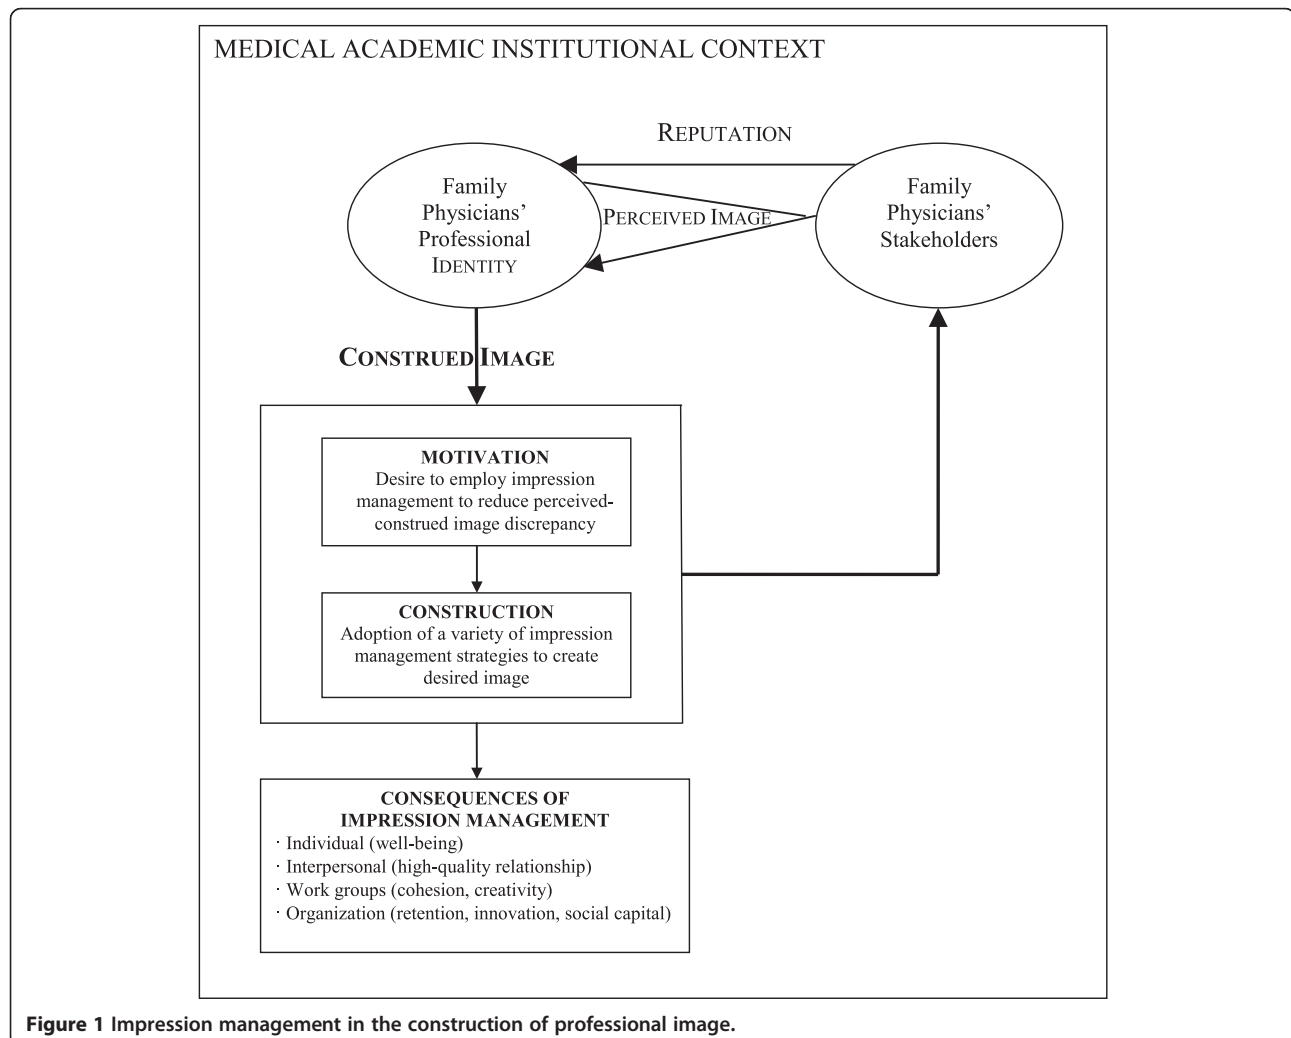 MEDICAL ACADEMIC INSTITUTIONAL CONTEXT
REPUTATION
Family
Physicians’
Professional
IDENTITY
PERCEIVED IMAGE
Family
Physicians’
Stakeholders
CONSTRUED IMAGE
MOTIVATION
Desire to employ impression
management to reduce perceived-
construed image discrepancy
CONSTRUCTION
Adoption of a variety of impression
management strategies to create
desired image
CONSEQUENCES OF
IMPRESSION MANAGEMENT
· Individual (well-being)
· Interpersonal (high-quality relationship)
· Work groups (cohesion, creativity)
· Organization (retention, innovation, social capital)
Figure 1 Impression management in the construction of professional image.